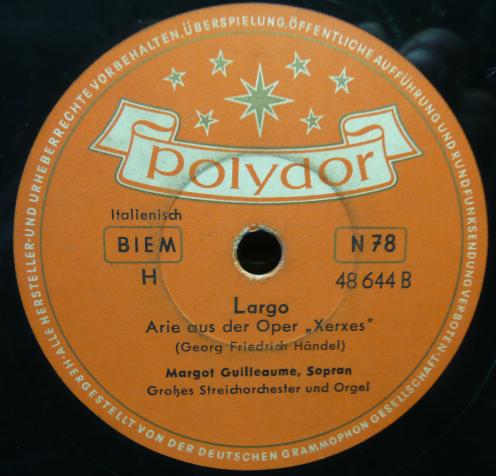 ALLE HERSTELLER- UND URHEBERRECHTE VORBEHALTEN. ÜBERSPIELUNG, ÖFFENTLICHE AUFFÜHRUNG UND RUNDFUNKSENDUNG VERBOTEN.
polydor
Italienisch
BIEM
N 78
H
48 644 B
Largo
Arie aus der Oper „Xerxes"
(Georg Friedrich Händel)
Margot Guilleaume, Sopran
Großes Streichorchester und Orgel
HERGESTELLT VON DER DEUTSCHEN GRAMMOPHON GESELLSCHAFT